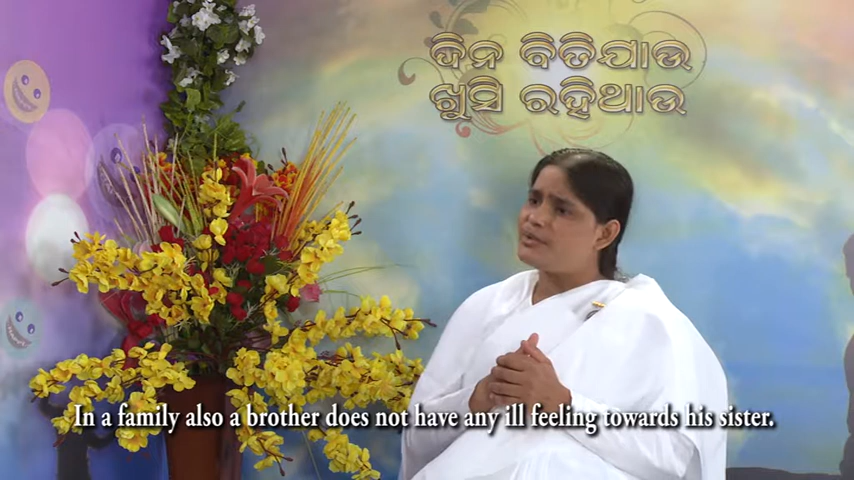 ଦିନ ବିତିଯାଉ
ଖୁସି ରହିଥାଉ
In a family also a brother does not have any ill feeling towards his sister.